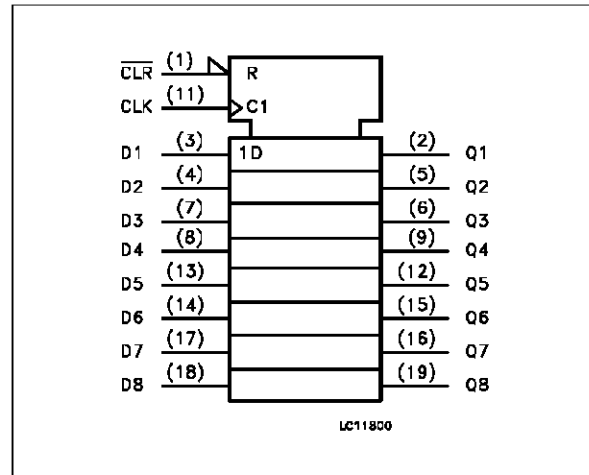 C̅L̅R̅ (1) R
CLK (11) C1
D1 (3) 1D (2) Q1
D2 (4) (5) Q2
D3 (7) (6) Q3
D4 (8) (9) Q4
D5 (13) (12) Q5
D6 (14) (15) Q6
D7 (17) (16) Q7
D8 (18) (19) Q8
LC11800